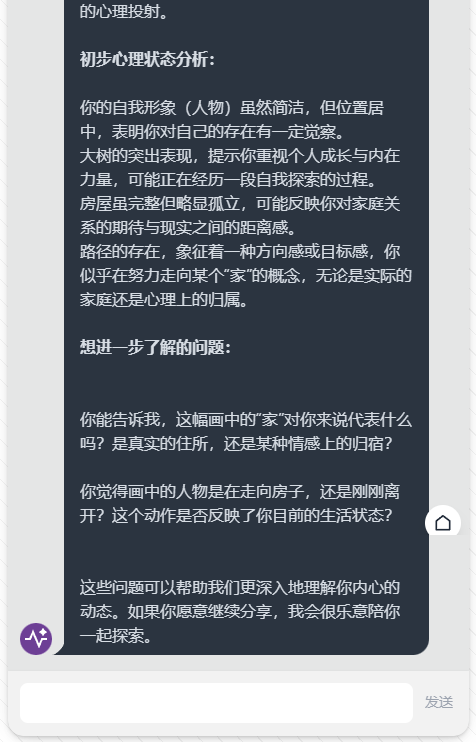 的心理投射。
初步心理状态分析：
你的自我形象（人物）虽然简洁，但位置居
中，表明你对自己的存在有一定觉察。
大树的突出表现，提示你重视个人成长与内在
力量，可能正在经历一段自我探索的过程。
房屋虽完整但略显孤立，可能反映你对家庭关
系的期待与现实之间的距离感。
路径的存在，象征着一种方向感或目标感，你
似乎在努力走向某个"家"的概念，无论是实际的
家庭还是心理上的归属。
想进一步了解的问题：
你能告诉我，这幅画中的"家"对你来说代表什么
吗？是真实的住所，还是某种情感上的归宿？
你觉得画中的人物是在走向房子，还是刚刚离
开？这个动作是否反映了你目前的生活状态？
这些问题可以帮助我们更深入地理解你内心的
动态。如果你愿意继续分享，我会很乐意陪你
一起探索。
发送